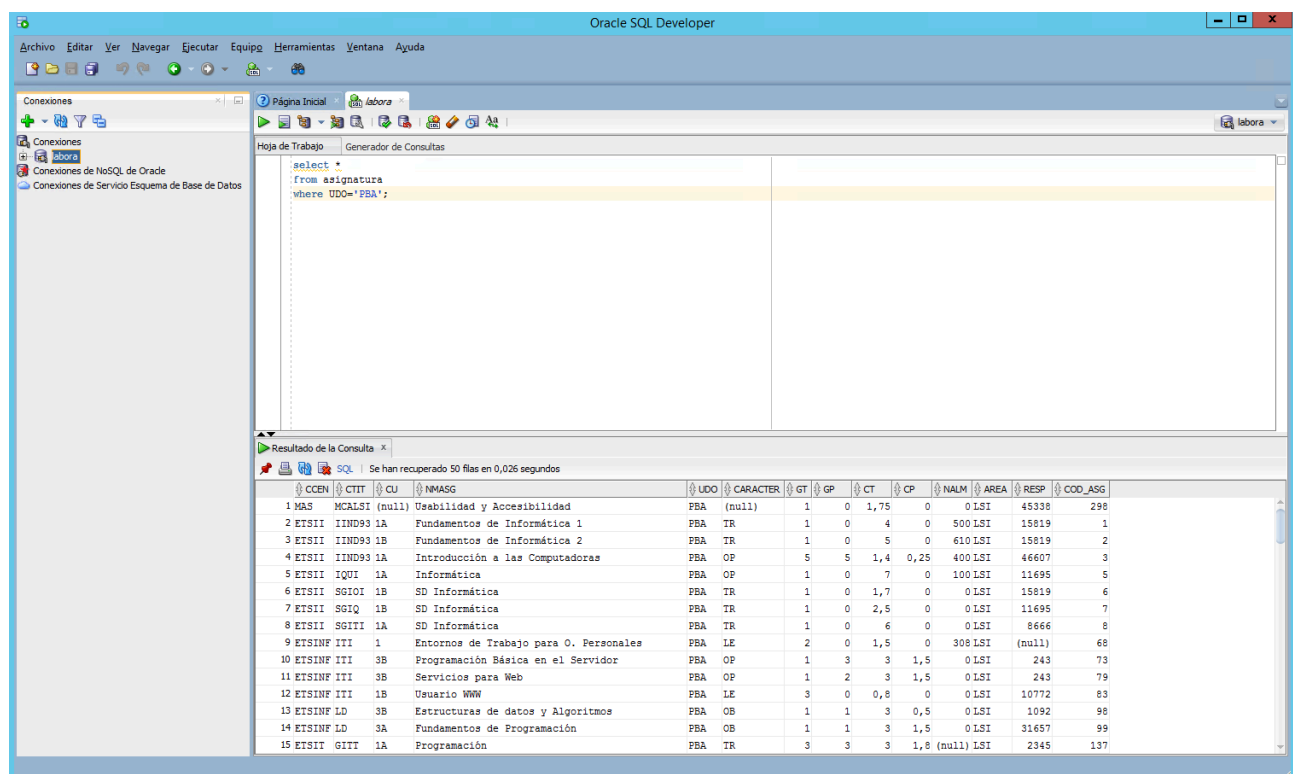 Oracle SQL Developer
Archivo Editar Ver Navegar Ejecutar Equipo Herramientas Ventana Ayuda
Conexiones
Conexiones
labora
Conexiones de NoSQL de Oracle
Conexiones de Servicio Esquema de Base de Datos
Página Inicial labora
labora
Hoja de Trabajo Generador de Consultas
select *
from asignatura
where UDO='PBA';
Resultado de la Consulta
SQL | Se han recuperado 50 filas en 0,026 segundos
CCEN CTIT CU NMASG UDO CARACTER GT GP CT CP NALM AREA RESP COD_ASG
1 MAS MCALSI (null) Usabilidad y Accesibilidad PBA (null) 1 0 1,75 0 0 LSI 45338 298
2 ETSII IIND93 1A Fundamentos de Informática 1 PBA TR 1 0 4 0 500 LSI 15819 1
3 ETSII IIND93 1B Fundamentos de Informática 2 PBA TR 1 0 5 0 610 LSI 15819 2
4 ETSII IIND93 1A Introducción a las Computadoras PBA OP 5 5 1,4 0,25 400 LSI 46607 3
5 ETSII IQUI 1A Informática PBA OP 1 0 7 0 100 LSI 11695 5
6 ETSII SGIOI 1B SD Informática PBA TR 1 0 1,7 0 0 LSI 15819 6
7 ETSII SGIQ 1B SD Informática PBA TR 1 0 2,5 0 0 LSI 11695 7
8 ETSII SGITI 1A SD Informática PBA TR 1 0 6 0 0 LSI 8666 8
9 ETSINF ITI 1 Entornos de Trabajo para O. Personales PBA LE 2 0 1,5 0 308 LSI (null) 68
10 ETSINF ITI 3B Programación Básica en el Servidor PBA OP 1 3 3 1,5 0 LSI 243 73
11 ETSINF ITI 3B Servicios para Web PBA OP 1 2 3 1,5 0 LSI 243 79
12 ETSINF ITI 1B Usuario WWW PBA LE 3 0 0,8 0 0 LSI 10772 83
13 ETSINF LD 3B Estructuras de datos y Algoritmos PBA OB 1 1 3 0,5 0 LSI 1092 98
14 ETSINF LD 3A Fundamentos de Programación PBA OB 1 1 3 1,5 0 LSI 31657 99
15 ETSIT GITT 1A Programación PBA TR 3 3 3 1,8 (null) LSI 2345 137